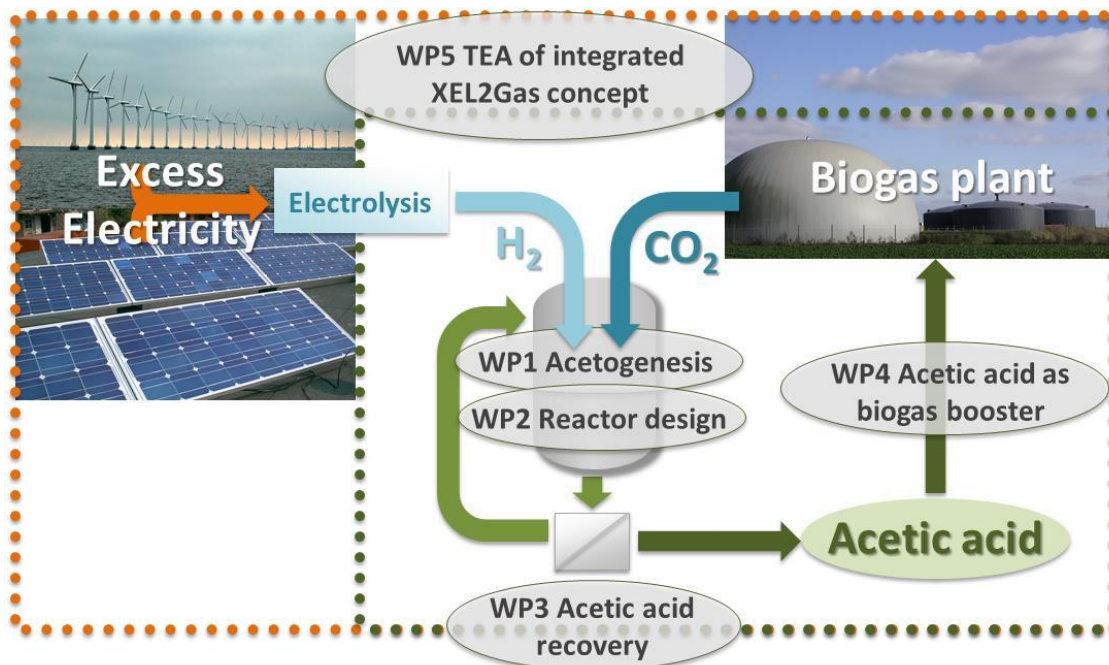 WP5 TEA of integrated
XEL2Gas concept
Excess
Electricity
Electrolysis
H2
CO2
Biogas plant
WP1 Acetogenesis
WP2 Reactor design
WP4 Acetic acid as
biogas booster
Acetic acid
WP3 Acetic acid
recovery